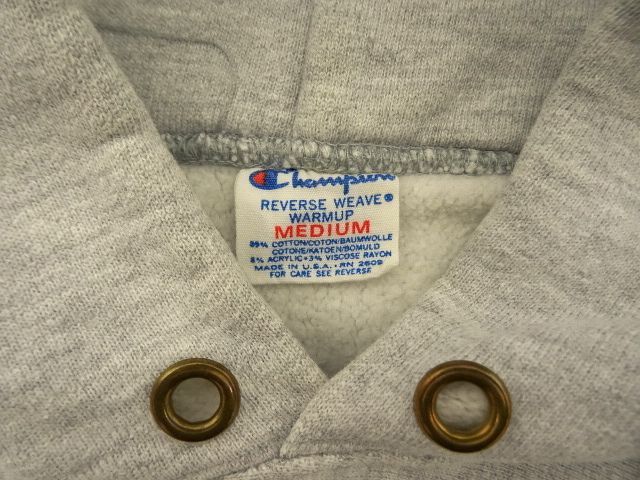 Champion
REVERSE WEAVE®
WARMUP
MEDIUM
89% COTTON/COTON/BAUMWOLLE
COTONE/KATOEN/BOMULD
8% ACRYLIC•3% VISCOSE RAYON
MADE IN U.S.A. • RN 26094
FOR CARE SEE REVERSE